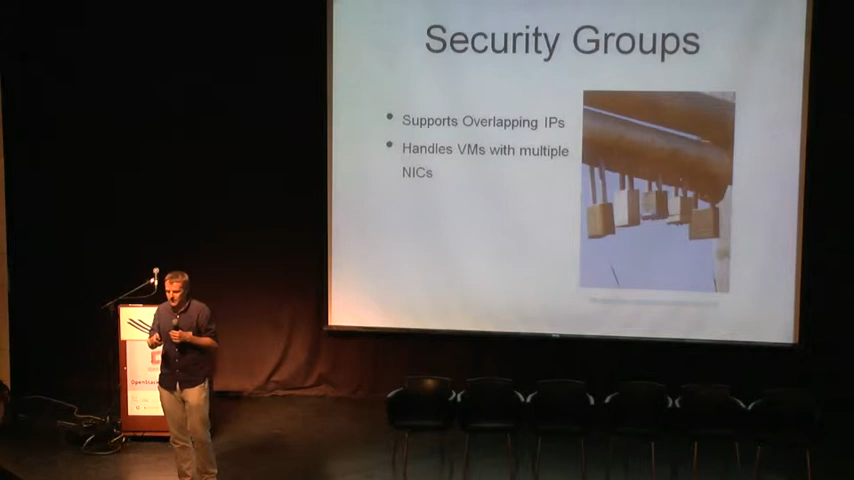 Security Groups
Supports Overlapping IPs
Handles VMs with multiple
NICs